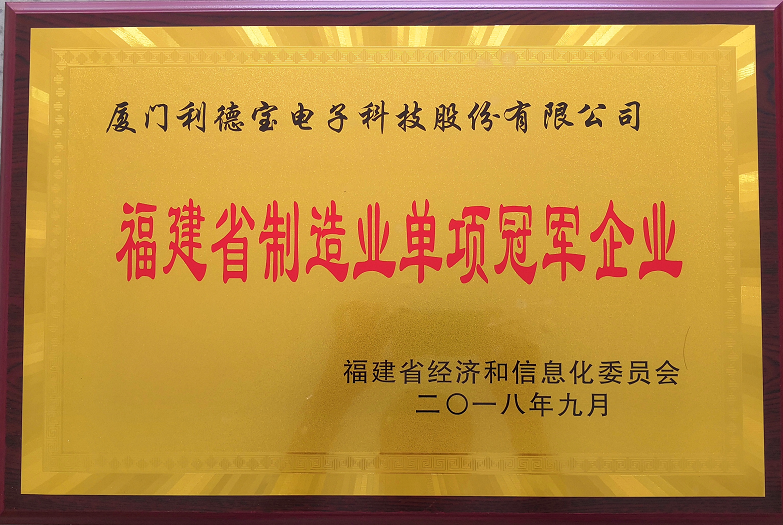 厦门利德宝电子科技股份有限公司
福建省制造业单项冠军企业
福建省经济和信息化委员会
二〇一八年九月